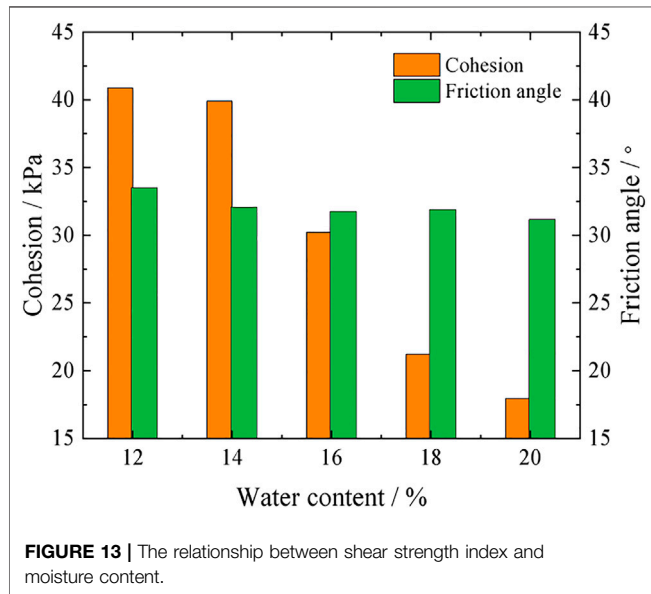 45
40
35
30
25
20
15
Cohesion / kPa
Cohesion
Friction angle
45
40
35
30
25
20
15
Friction angle / °
12 14 16 18 20
Water content / %
FIGURE 13 | The relationship between shear strength index and
moisture content.